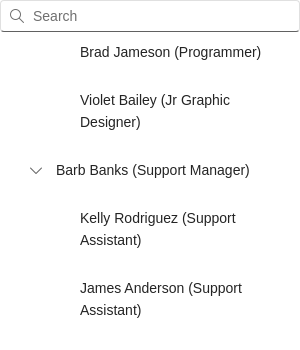 Search
Brad Jameson (Programmer)
Violet Bailey (Jr Graphic
Designer)
Barb Banks (Support Manager)
Kelly Rodriguez (Support
Assistant)
James Anderson (Support
Assistant)